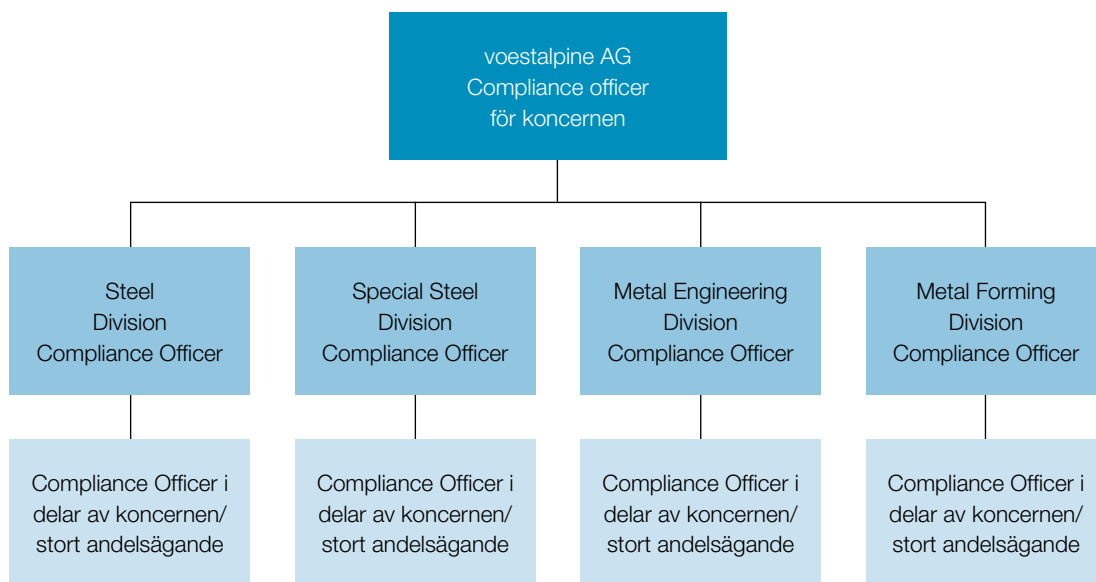 voestalpine AG
Compliance officer
för koncernen
Steel
Division
Compliance Officer
Special Steel
Division
Compliance Officer
Metal Engineering
Division
Compliance Officer
Metal Forming
Division
Compliance Officer
Compliance Officer i
delar av koncernen/
stort andelsägande
Compliance Officer i
delar av koncernen/
stort andelsägande
Compliance Officer i
delar av koncernen/
stort andelsägande
Compliance Officer i
delar av koncernen/
stort andelsägande